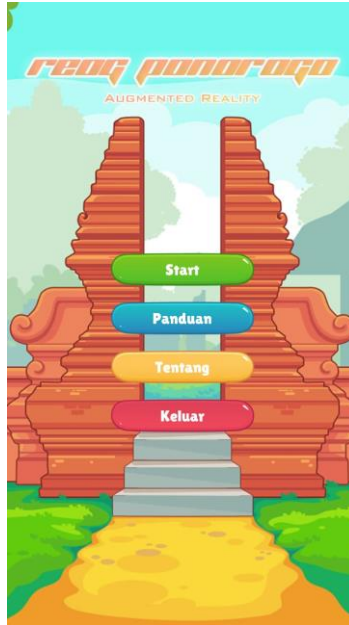 REOG PONOROGO
AUGMENTED REALITY
Start
Panduan
Tentang
Keluar